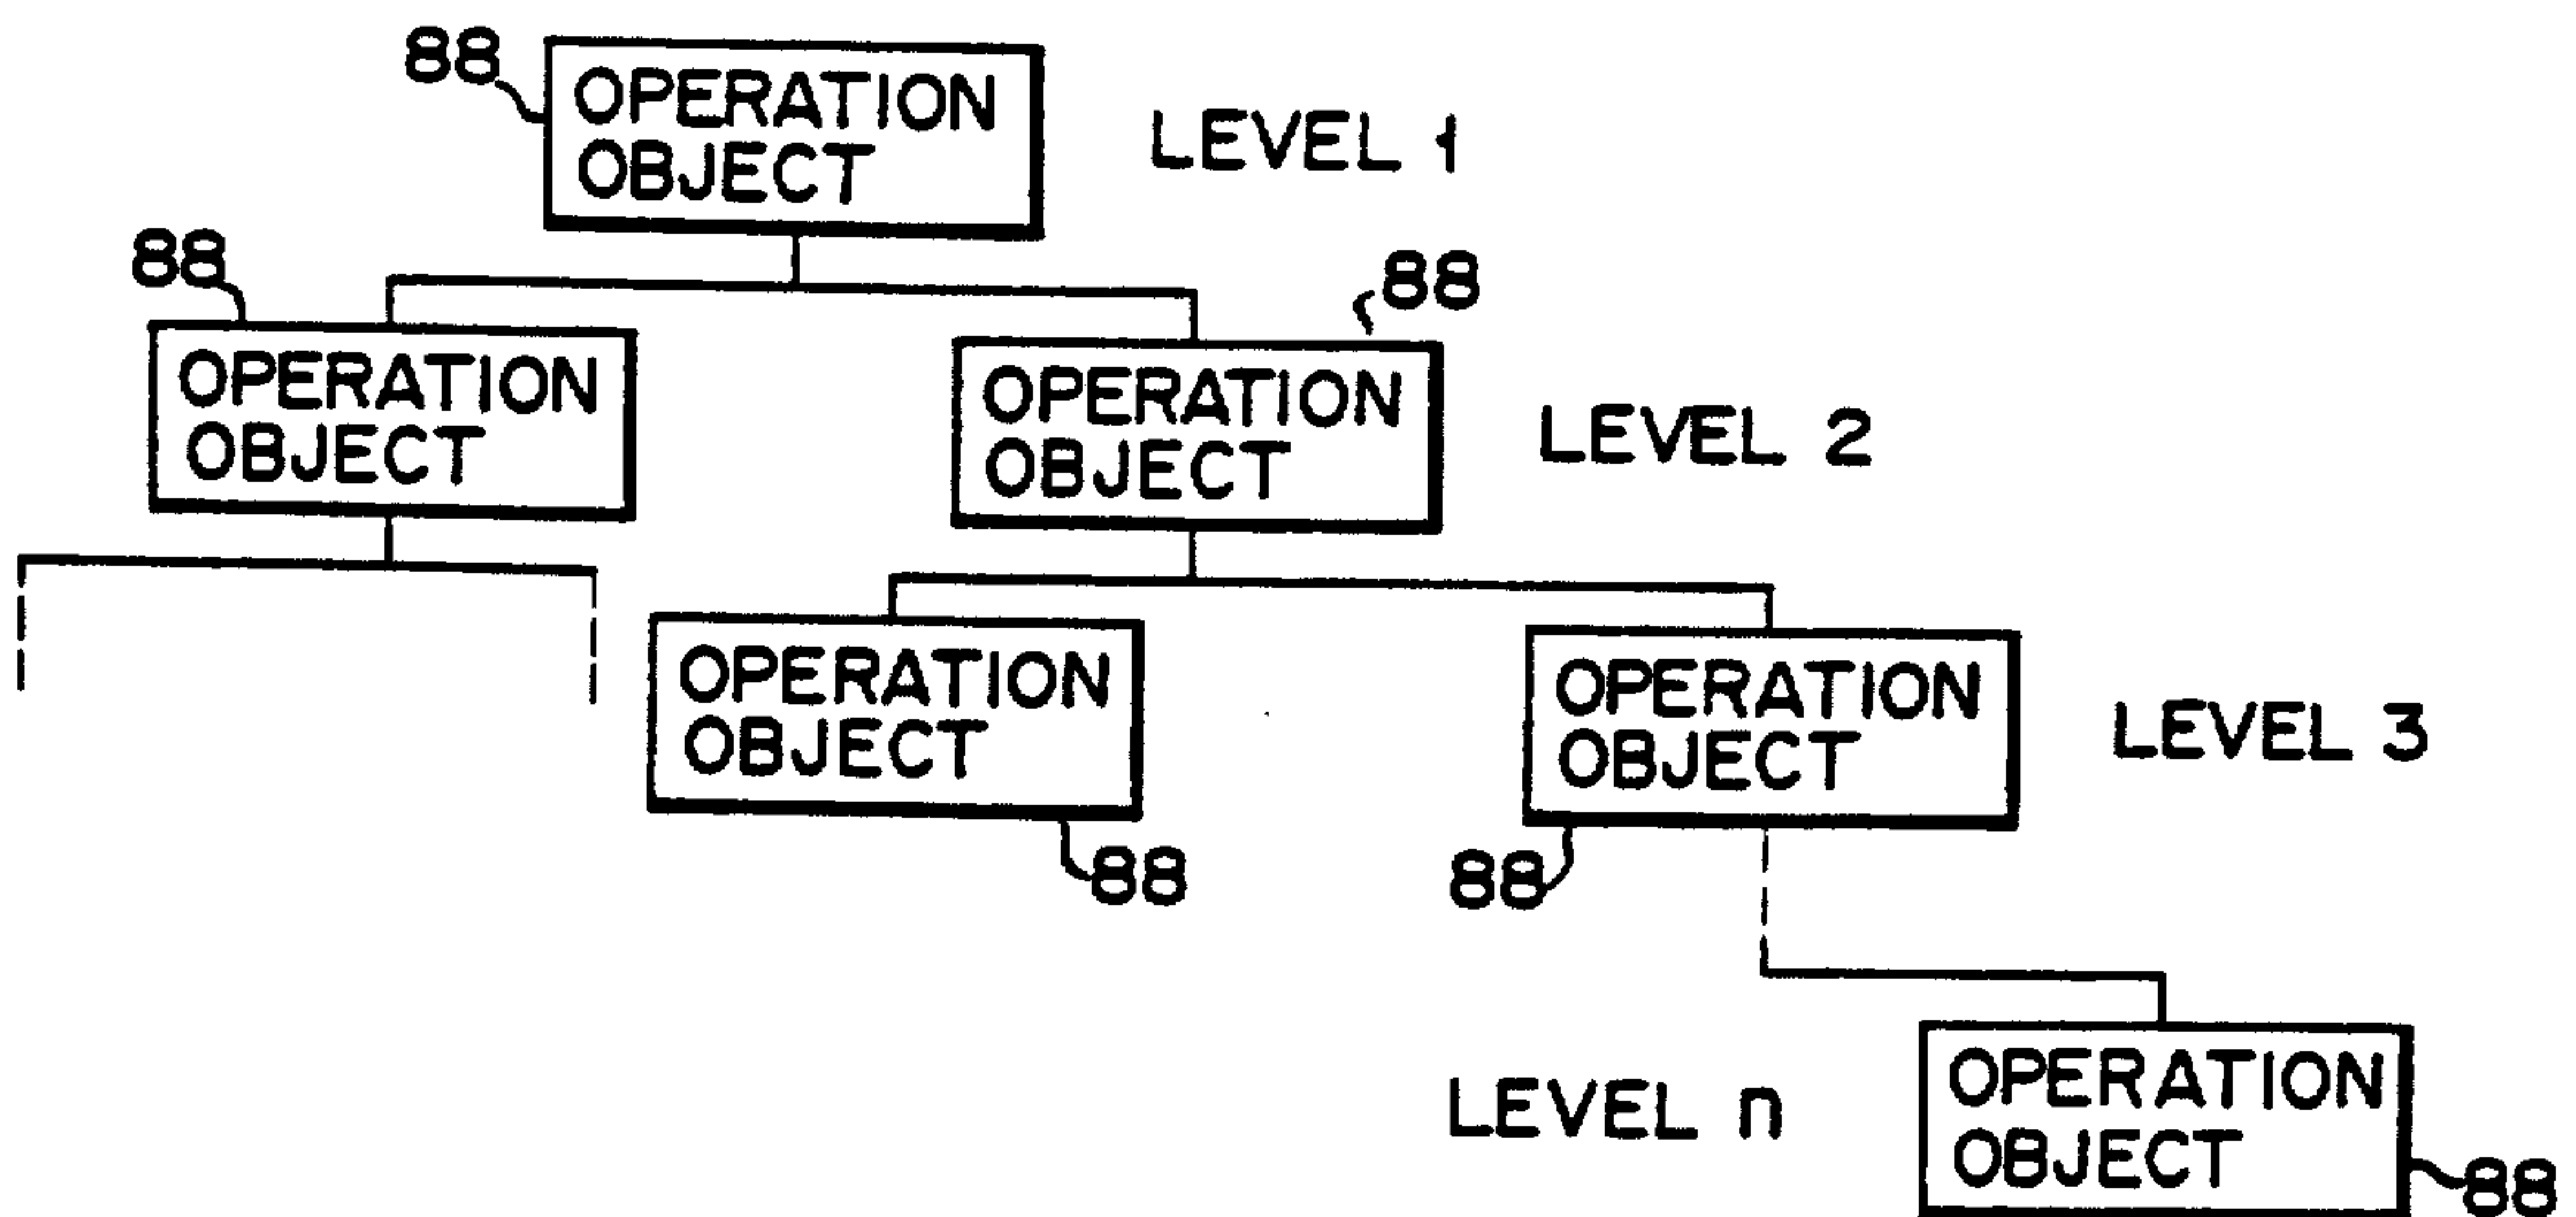 88
OPERATION
OBJECT
LEVEL 1
88
OPERATION
OBJECT
88
OPERATION
OBJECT
LEVEL 2
OPERATION
OBJECT
88
OPERATION
OBJECT
88
LEVEL 3
LEVEL n
OPERATION
OBJECT
88